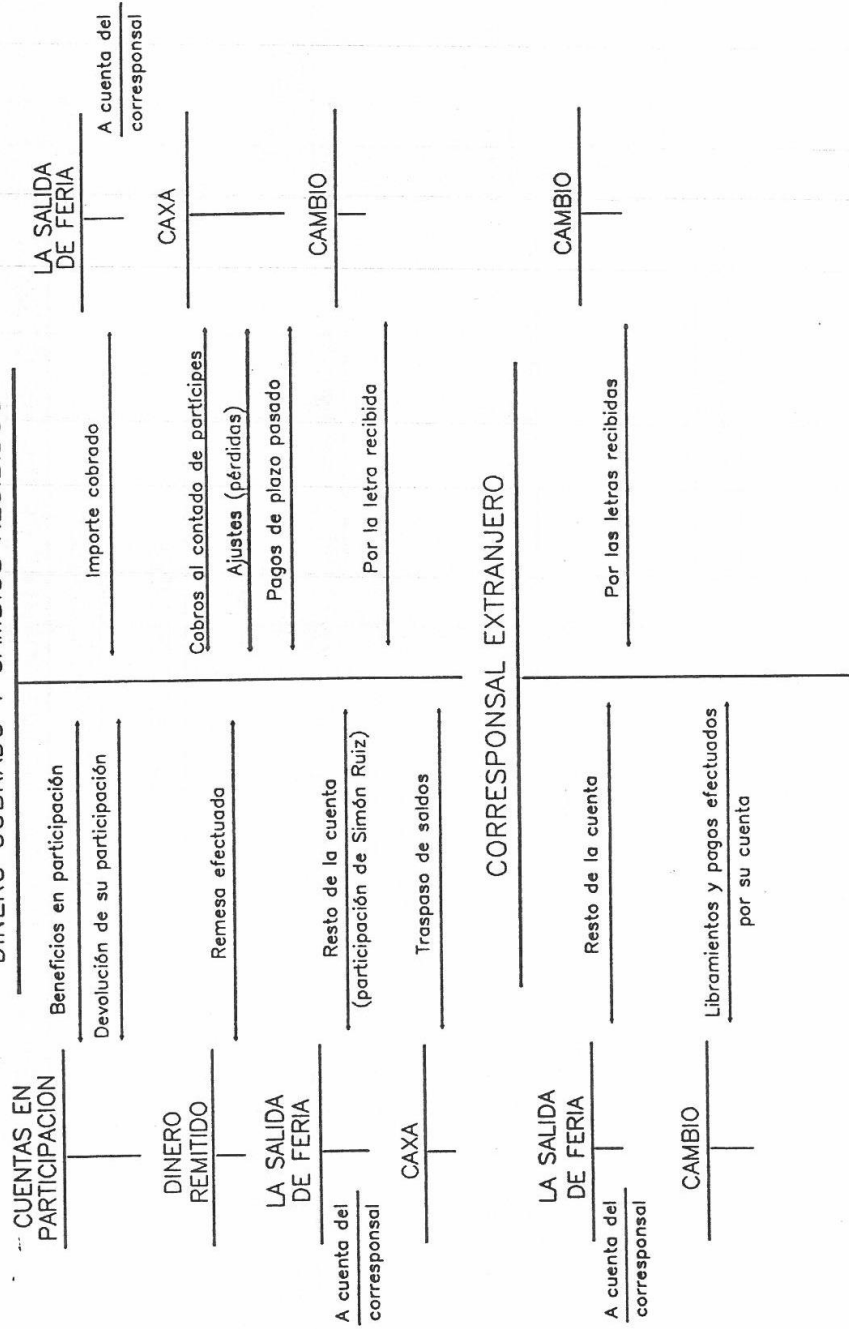 CUENTAS EN
PARTICIPACION
Beneficios en participación
Devolución de su participación
DINERO
REMITIDO
Remesa efectuada
LA SALIDA
DE FERIA
A cuenta del
corresponsal
Resto de la cuenta
(participación de Simón Ruiz)
CAXA
Traspaso de saldos
Importe cobrado
LA SALIDA
DE FERIA
A cuenta del
corresponsal
Cobros al contado de partícipes
CAXA
Ajustes (pérdidas)
Pagos de plazo pasado
Por la letra recibida
CAMBIO
CORRESPONSAL EXTRANJERO
LA SALIDA
DE FERIA
A cuenta del
corresponsal
Resto de la cuenta
CAMBIO
Libramientos y pagos efectuados
por su cuenta
Por las letras recibidas
CAMBIO